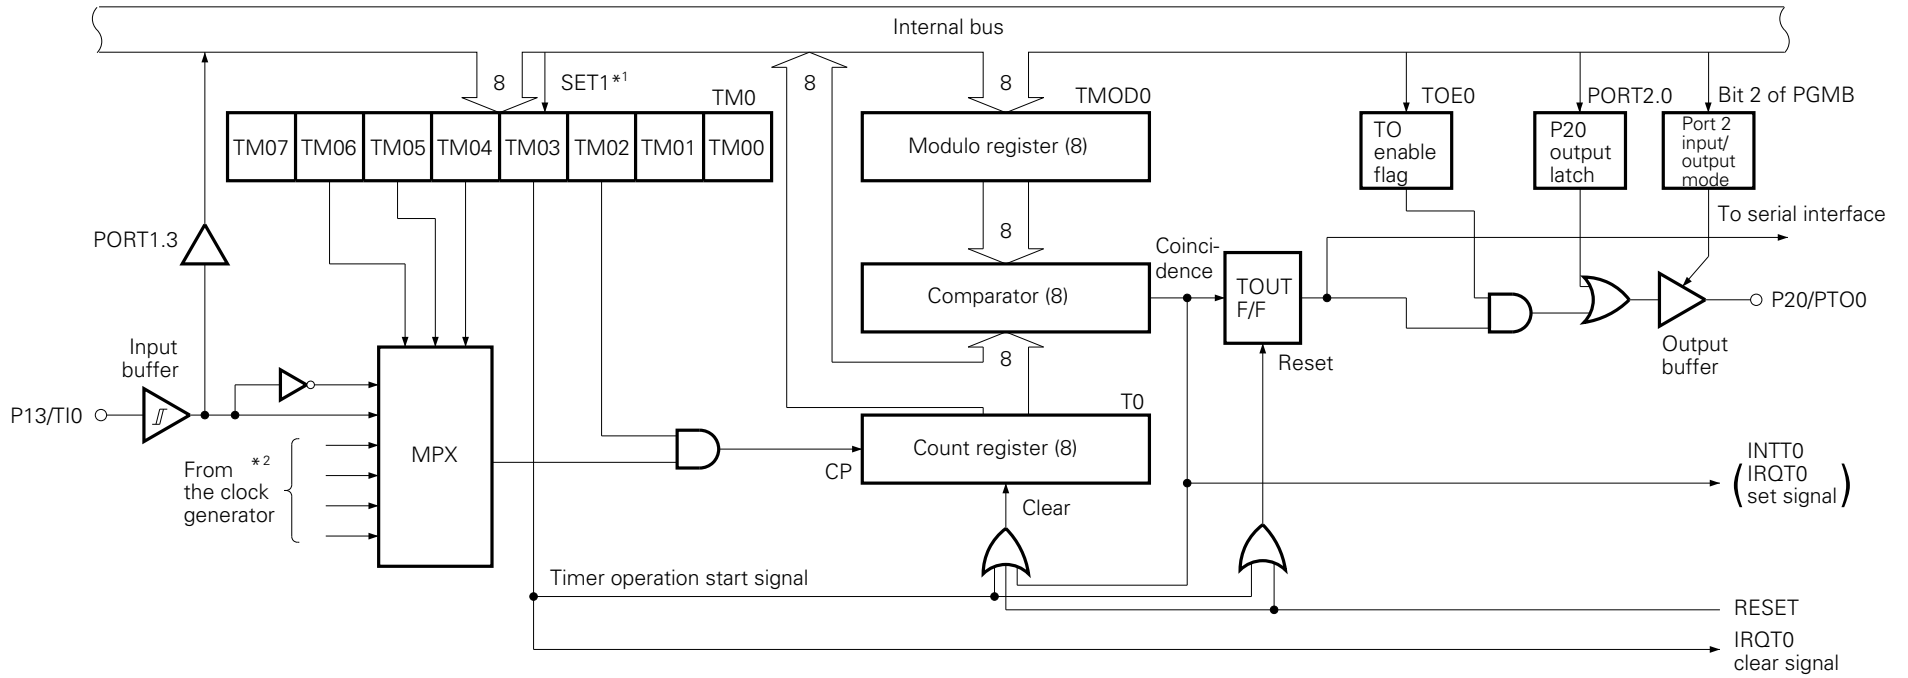 Internal bus
8
SET1*1
8
8
TM0
TMOD0
TOE0
PORT2.0
Bit 2 of PGMB
TM07 TM06 TM05 TM04 TM03 TM02 TM01 TM00
Modulo register (8)
TO
enable
flag
P20
output
latch
Port 2
input/
output
mode
PORT1.3
8
To serial interface
Coinci-
dence
Comparator (8)
TOUT
F/F
P20/PTO0
Output
buffer
Input
buffer
8
Reset
P13/TI0
T0
MPX
Count register (8)
CP
From *2
the clock
generator
Clear
INTT0
(IRQT0
set signal)
Timer operation start signal
RESET
IRQT0
clear signal